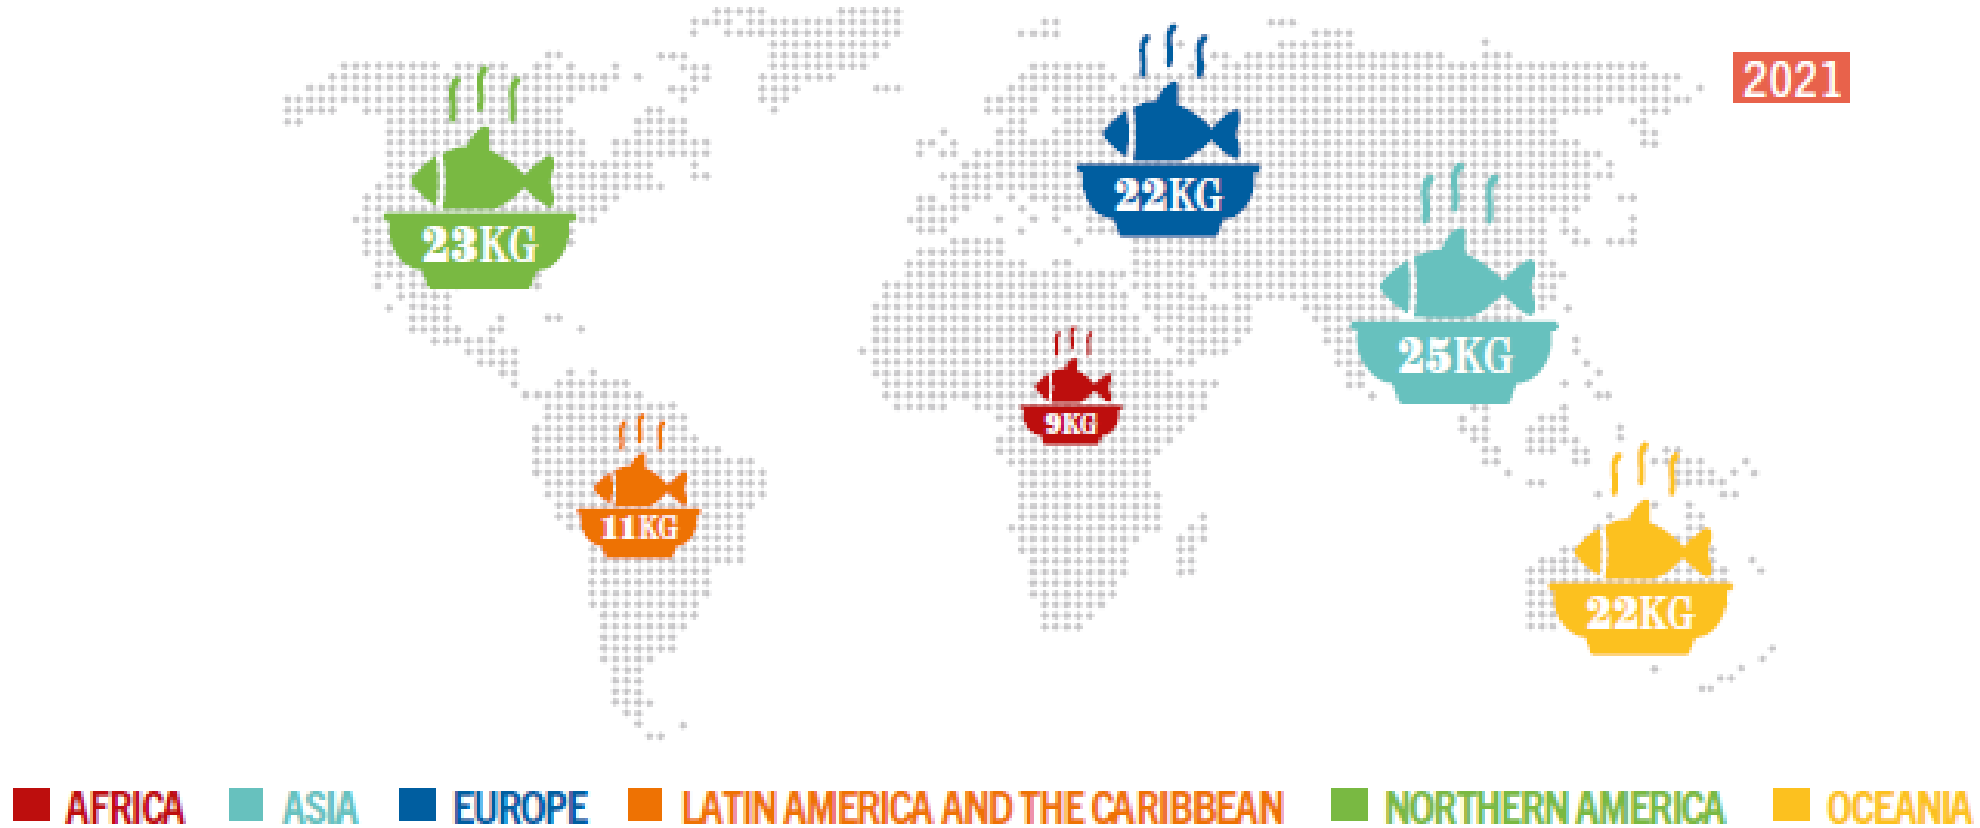 2021
22KG
23KG
25KG
9KG
11KG
22KG
AFRICA ASIA EUROPE LATIN AMERICA AND THE CARIBBEAN NORTHERN AMERICA OCEANIA